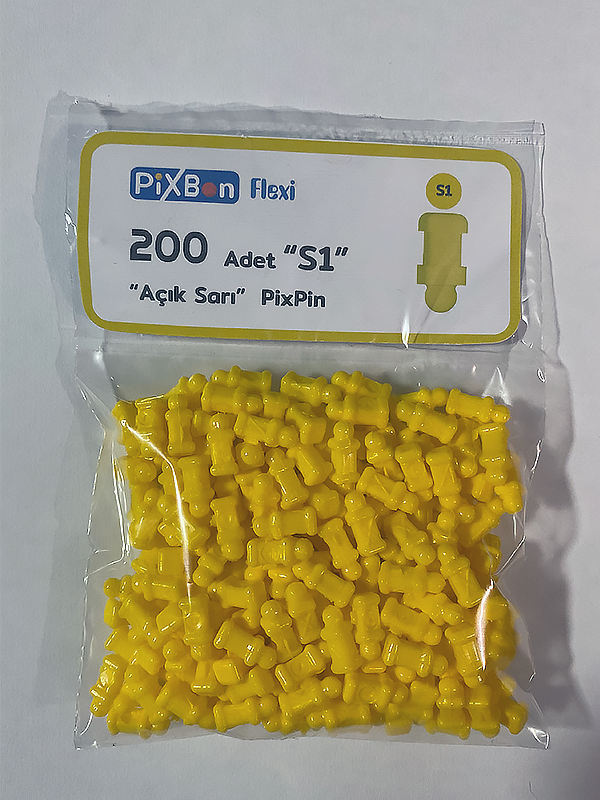 PiXBon Flexi
S1
200 Adet “S1”
“Açık Sarı” PixPin